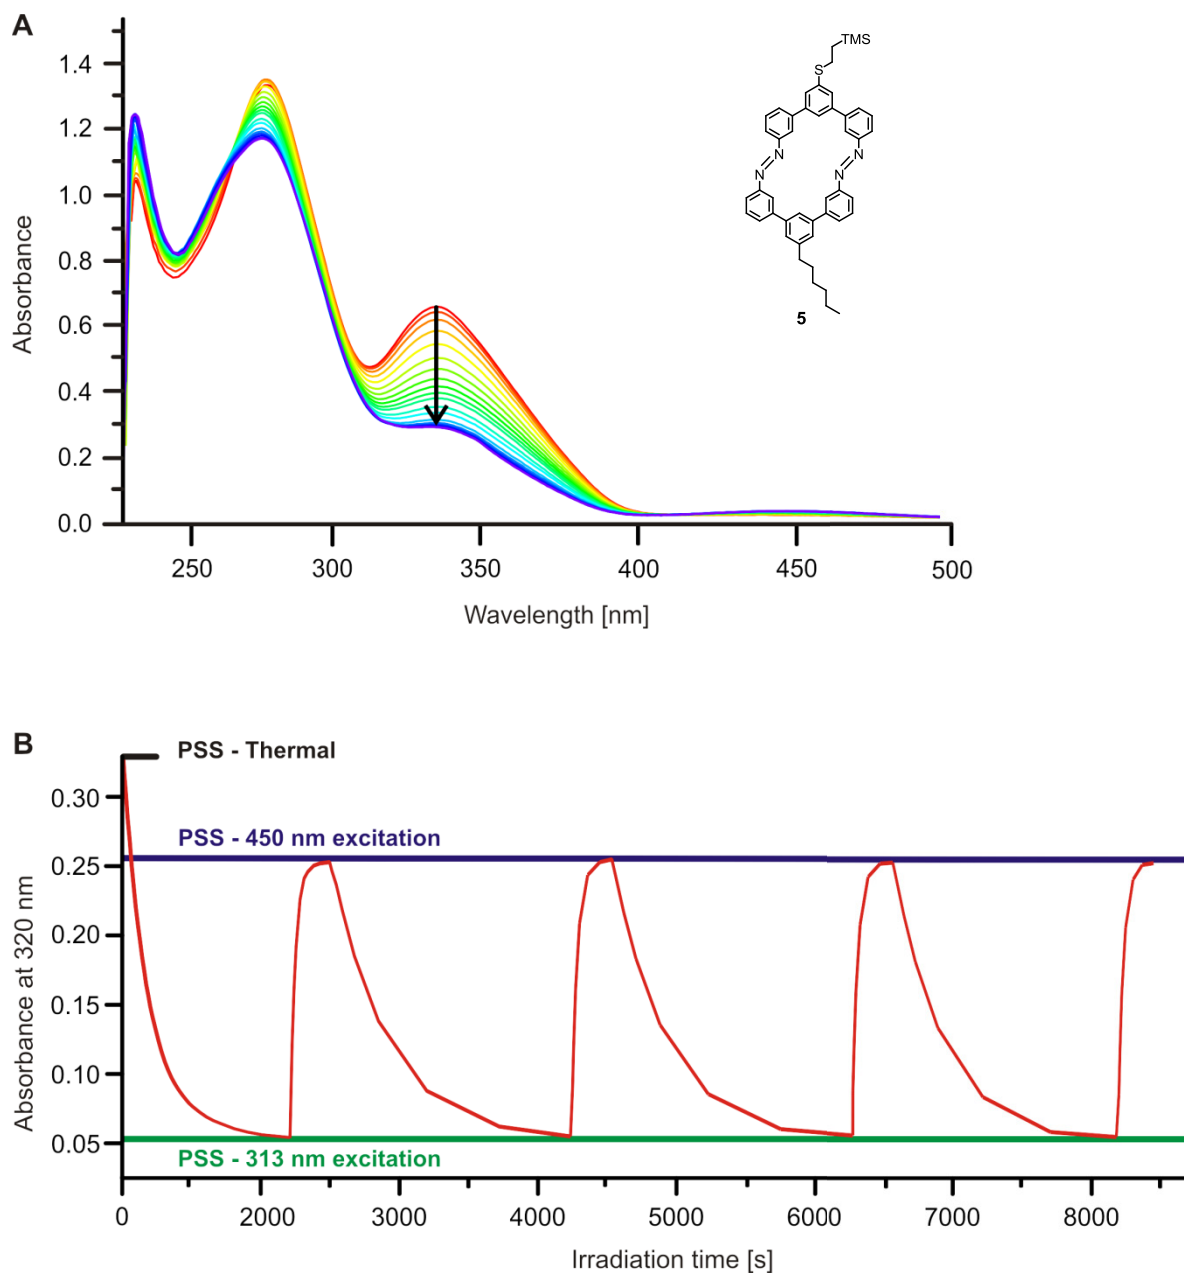 A
TMS
S
N
N
N
N
5
Absorbance
1.4
1.2
1.0
0.8
0.6
0.4
0.2
0.0
250
300
350
400
450
500
Wavelength [nm]
B
PSS - Thermal
PSS - 450 nm excitation
PSS - 313 nm excitation
Absorbance at 320 nm
0.30
0.25
0.20
0.15
0.10
0.05
0
2000
3000
4000
5000
6000
7000
8000
Irradiation time [s]